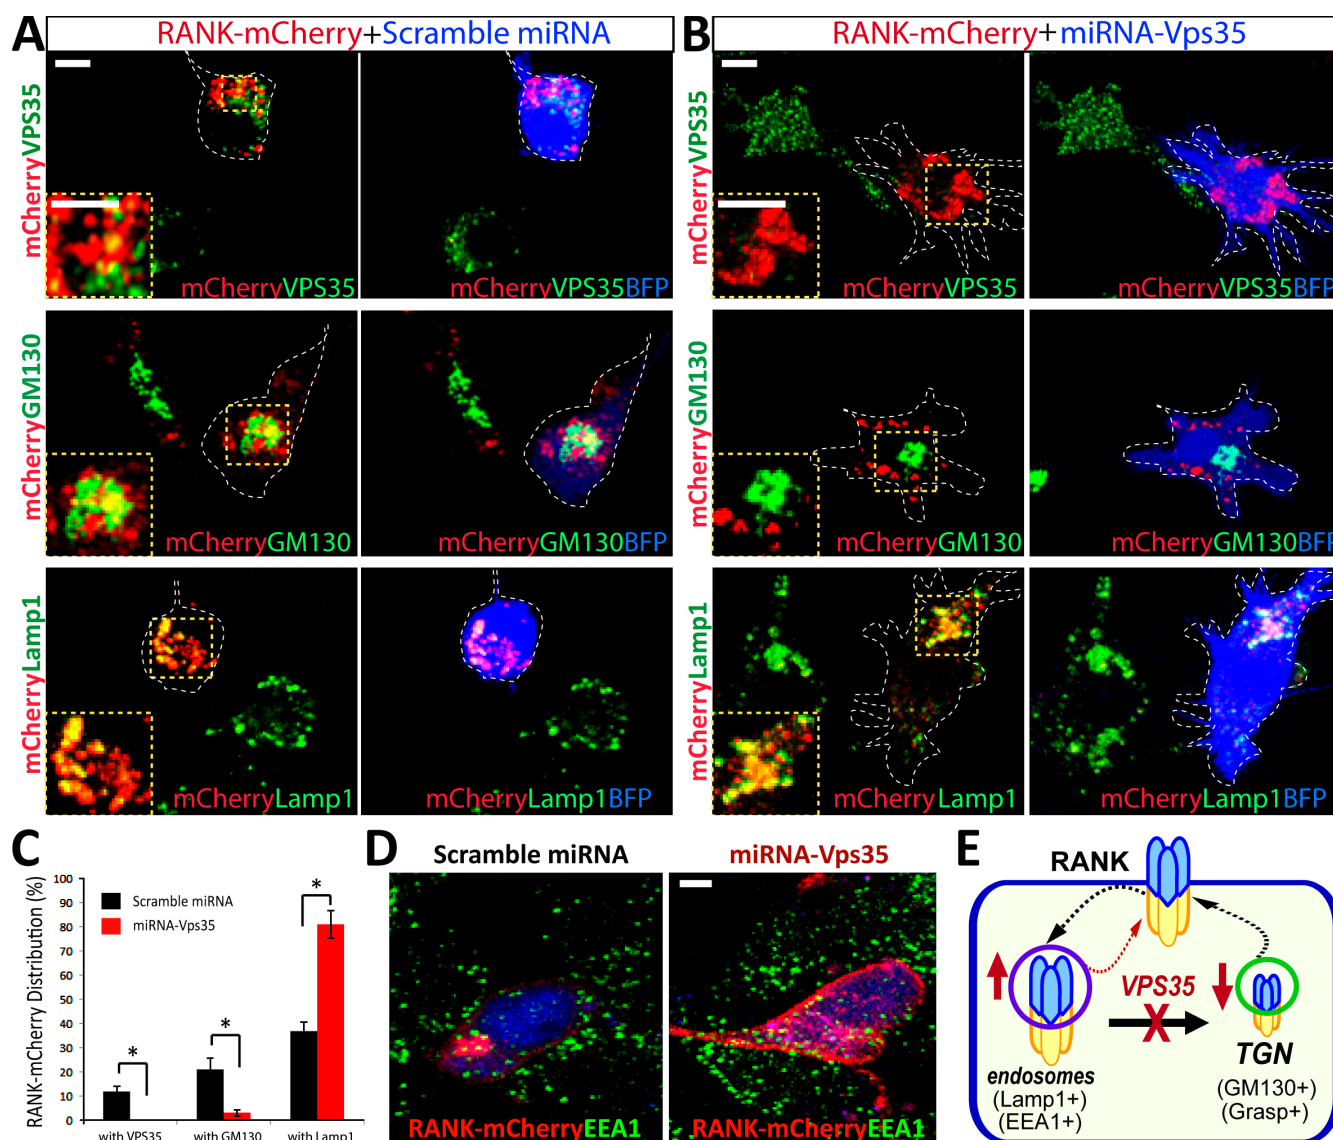 A
RANK-mCherry+Scramble miRNA
mCherryVPS35
mCherryVPS35
mCherryVPS35BFP
mCherryGM130
mCherryGM130
mCherryGM130BFP
mCherryLamp1
mCherryLamp1
mCherryLamp1BFP
B
RANK-mCherry+miRNA-Vps35
mCherryVPS35
mCherryVPS35
mCherryVPS35BFP
mCherryGM130
mCherryGM130
mCherryGM130BFP
mCherryLamp1
mCherryLamp1
mCherryLamp1BFP
C
RANK-mCherry Distribution (%)
100
90
80
70
60
50
40
30
20
10
0
Scramble miRNA
miRNA-Vps35
*
*
*
with VPS35 with GM130 with Lamp1
D
Scramble miRNA
miRNA-Vps35
RANK-mCherryEEA1
RANK-mCherryEEA1
E
RANK
VPS35
X
endosomes
(Lamp1+)
(EEA1+)
TGN
(GM130+)
(Grasp+)